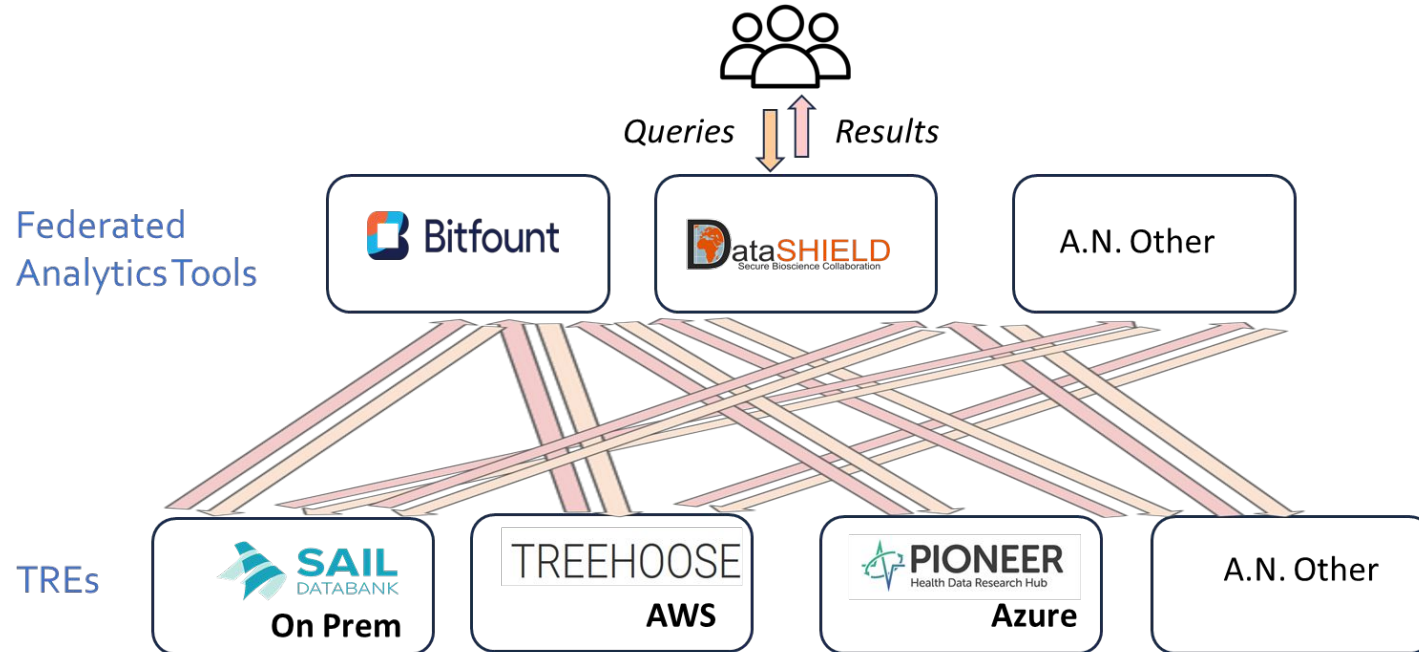 Queries
Results
Federated
Analytics Tools
Bitfount
DataSHIELD
Secure Bioscience Collaboration
A.N. Other
TREs
SAIL
DATABANK
On Prem
TREEHOOSE
AWS
PIONEER
Health Data Research Hub
Azure
A.N. Other